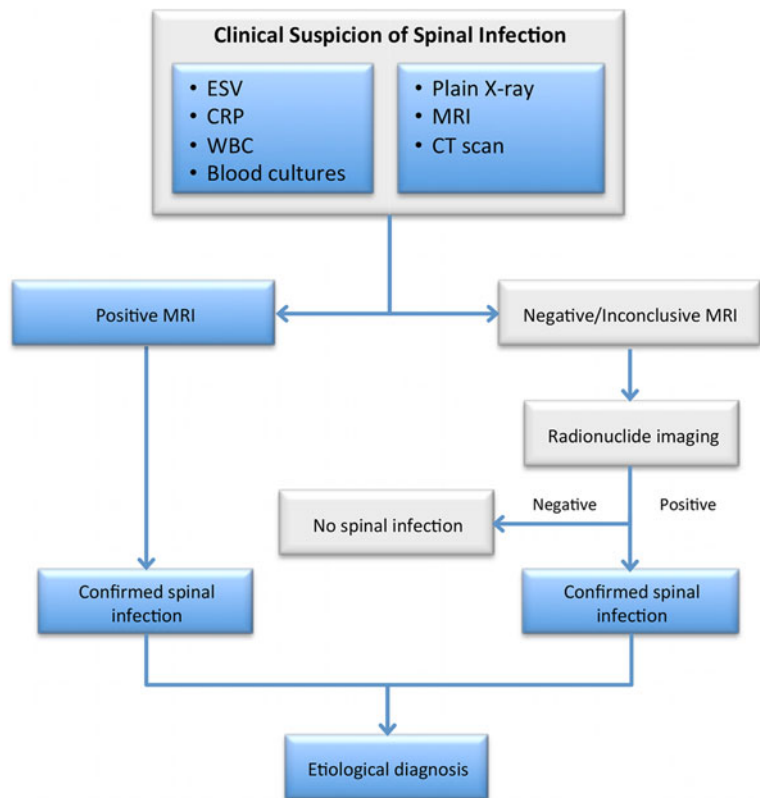 Clinical Suspicion of Spinal Infection
• ESV
• CRP
• WBC
• Blood cultures
• Plain X-ray
• MRI
• CT scan
Positive MRI
Negative/Inconclusive MRI
Radionuclide imaging
Negative
Positive
No spinal infection
Confirmed spinal
infection
Confirmed spinal
infection
Etiological diagnosis